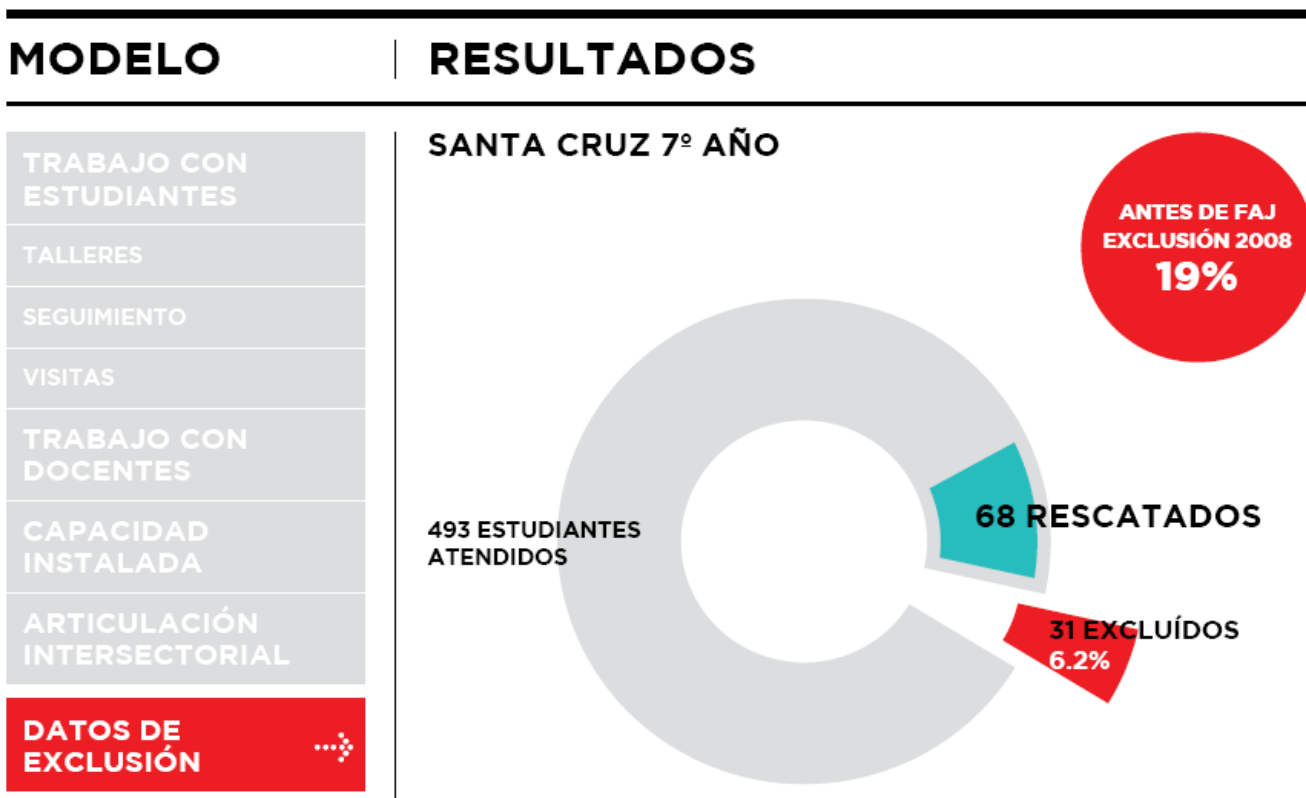 MODELO
RESULTADOS
TRABAJO CON
ESTUDIANTES
TALLERES
SEGUIMIENTO
VISITAS
TRABAJO CON
DOCENTES
CAPACIDAD
INSTALADA
ARTICULACIÓN
INTERSECTORIAL
DATOS DE
EXCLUSIÓN
SANTA CRUZ 7º AÑO
ANTES DE FAJ
EXCLUSIÓN 2008
19%
493 ESTUDIANTES
ATENDIDOS
68 RESCATADOS
31 EXCLUÍDOS
6.2%